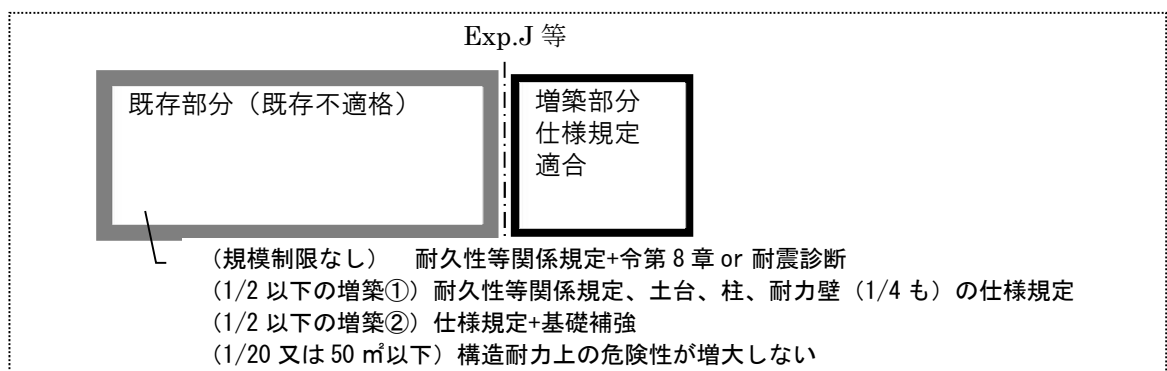 Exp.J 等
既存部分（既存不適格）
増築部分
仕様規定
適合
（規模制限なし） 耐久性等関係規定+令第 8 章 or 耐震診断
（1/2 以下の増築①）耐久性等関係規定、土台、柱、耐力壁（1/4 も）の仕様規定
（1/2 以下の増築②）仕様規定+基礎補強
（1/20 又は 50 ㎡以下）構造耐力上の危険性が増大しない